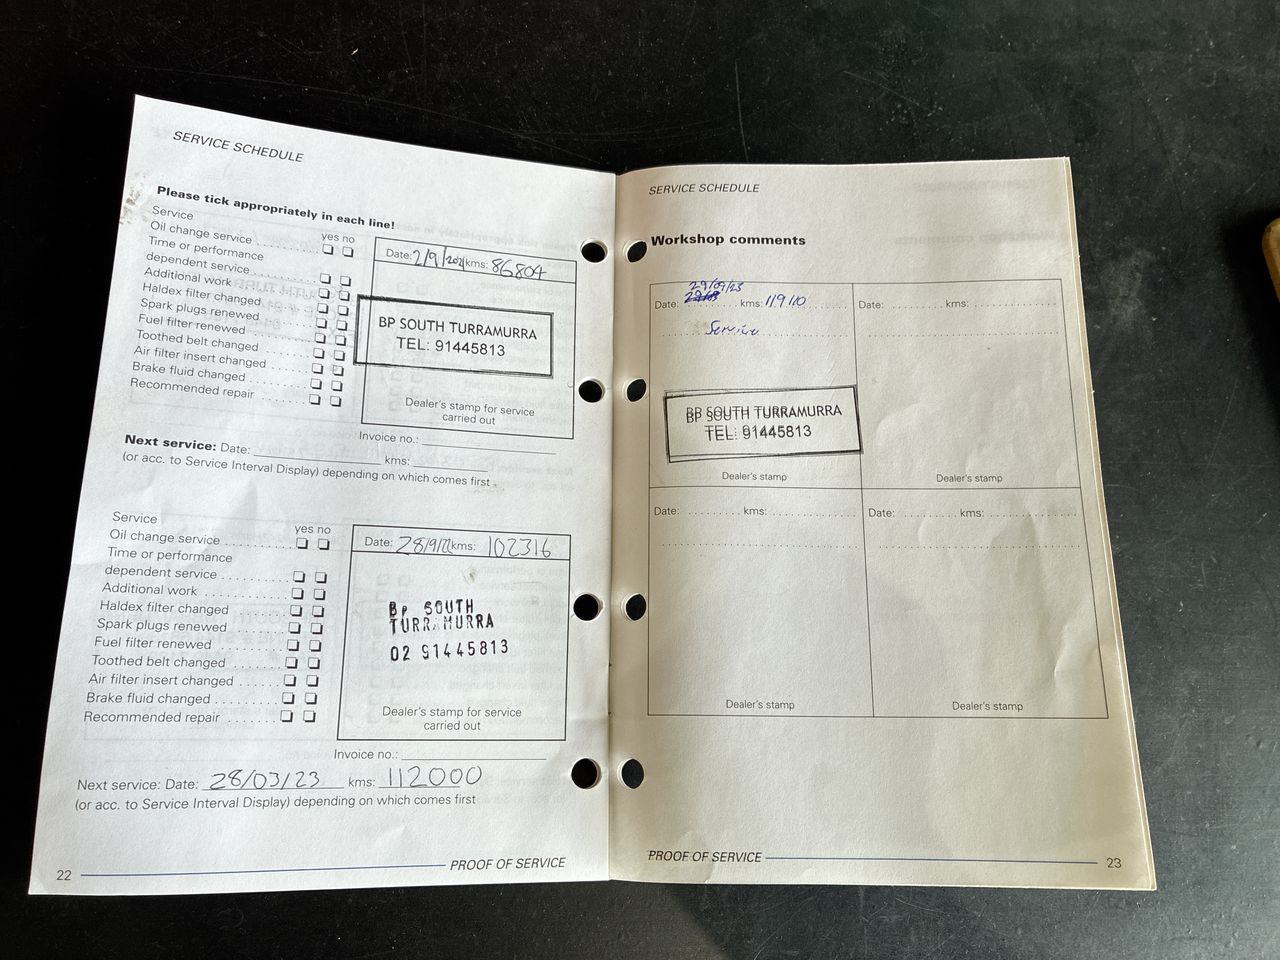 SERVICE SCHEDULE
Please tick appropriately in each line!
Service
yes no
Oil change service
Time or performance
dependent service
Additional work
Haldex filter changed
Spark plugs renewed
Fuel filter renewed
Toothed belt changed
Air filter insert changed
Brake fluid changed
Recommended repair
Date: 2/9/2021 kms: 86804
BP SOUTH TURRAMURRA
TEL: 91445813
Dealer's stamp for service
carried out
Invoice no.:
Next service: Date: kms:
(or acc. to Service Interval Display) depending on which comes first
Service
yes no
Oil change service
Time or performance
dependent service
Additional work
Haldex filter changed
Spark plugs renewed
Fuel filter renewed
Toothed belt changed
Air filter insert changed
Brake fluid changed
Recommended repair
Date: 28/9/22 kms: 102316
BP SOUTH
TURRAMURRA
02 91445813
Dealer's stamp for service
carried out
Invoice no.:
Next service: Date: 28/03/23 kms: 112000
(or acc. to Service Interval Display) depending on which comes first
22 PROOF OF SERVICE
SERVICE SCHEDULE
Workshop comments
29/09/23
Date: kms: 119110
Service
BP SOUTH TURRAMURRA
TEL: 91445813
Dealer's stamp
Date: kms:
Dealer's stamp
Date: kms:
Dealer's stamp
Date: kms:
Dealer's stamp
PROOF OF SERVICE 23